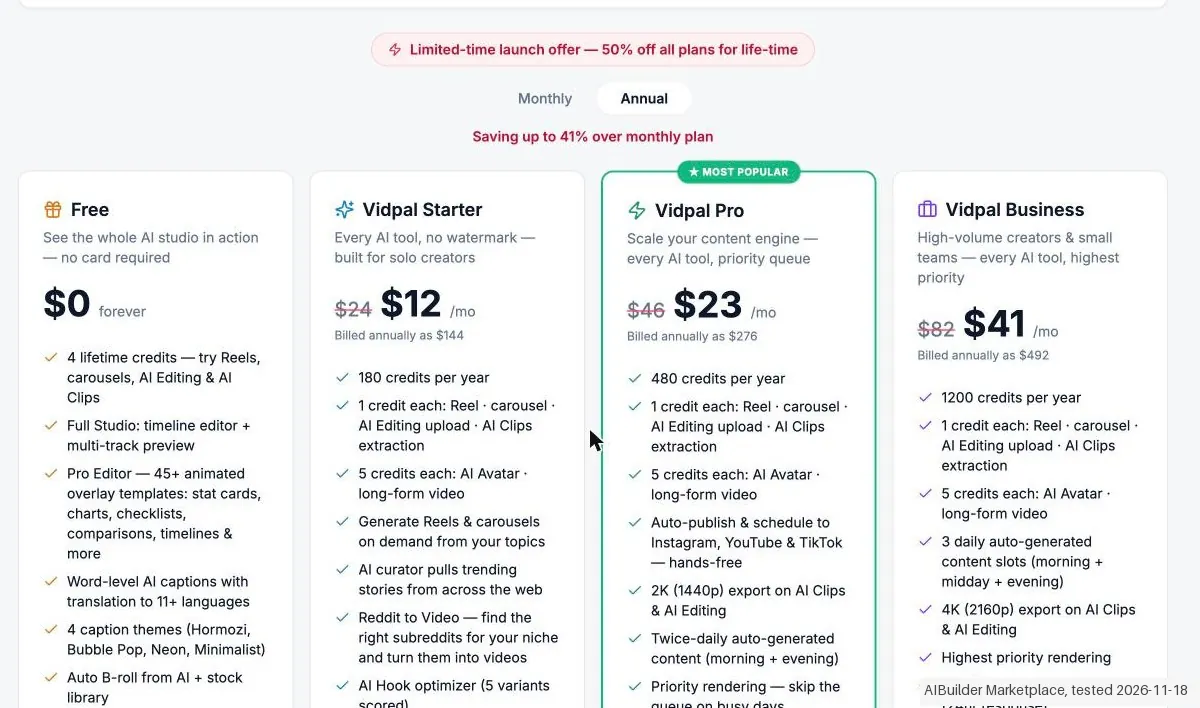 Limited-time launch offer — 50% off all plans for life-time
Monthly
Annual
Saving up to 41% over monthly plan
Free
See the whole AI studio in action
— no card required
$0 forever
4 lifetime credits — try Reels,
carousels, AI Editing & AI
Clips
Full Studio: timeline editor +
multi-track preview
Pro Editor — 45+ animated
overlay templates: stat cards,
charts, checklists,
comparisons, timelines &
more
Word-level AI captions with
translation to 11+ languages
4 caption themes (Hormozi,
Bubble Pop, Neon, Minimalist)
Auto B-roll from AI + stock
library
Vidpal Starter
Every AI tool, no watermark —
built for solo creators
$24 $12 /mo
Billed annually as $144
180 credits per year
1 credit each: Reel · carousel ·
AI Editing upload · AI Clips
extraction
5 credits each: AI Avatar ·
long-form video
Generate Reels & carousels
on demand from your topics
AI curator pulls trending
stories from across the web
Reddit to Video — find the
right subreddits for your niche
and turn them into videos
AI Hook optimizer (5 variants
scored)
★ MOST POPULAR
Vidpal Pro
Scale your content engine —
every AI tool, priority queue
$46 $23 /mo
Billed annually as $276
480 credits per year
1 credit each: Reel · carousel ·
AI Editing upload · AI Clips
extraction
5 credits each: AI Avatar ·
long-form video
Auto-publish & schedule to
Instagram, YouTube & TikTok
— hands-free
2K (1440p) export on AI Clips
& AI Editing
Twice-daily auto-generated
content (morning + evening)
Priority rendering — skip the
queue on busy days
Vidpal Business
High-volume creators & small
teams — every AI tool, highest
priority
$82 $41 /mo
Billed annually as $492
1200 credits per year
1 credit each: Reel · carousel ·
AI Editing upload · AI Clips
extraction
5 credits each: AI Avatar ·
long-form video
3 daily auto-generated
content slots (morning +
midday + evening)
4K (2160p) export on AI Clips
& AI Editing
Highest priority rendering
AIBuilder Marketplace, tested 2026-11-18